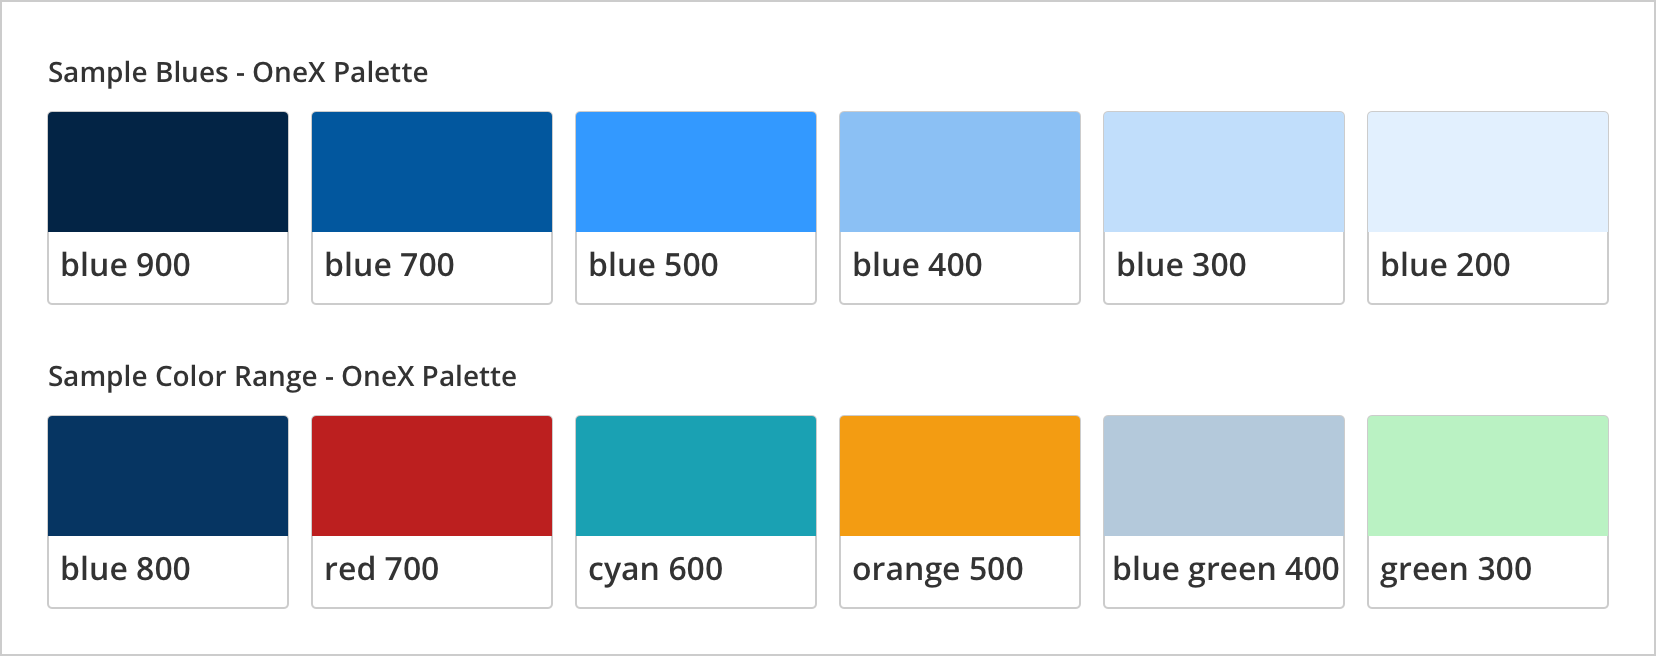 Sample Blues - OneX Palette
blue 900
blue 700
blue 500
blue 400
blue 300
blue 200
Sample Color Range - OneX Palette
blue 800
red 700
cyan 600
orange 500
blue green 400
green 300